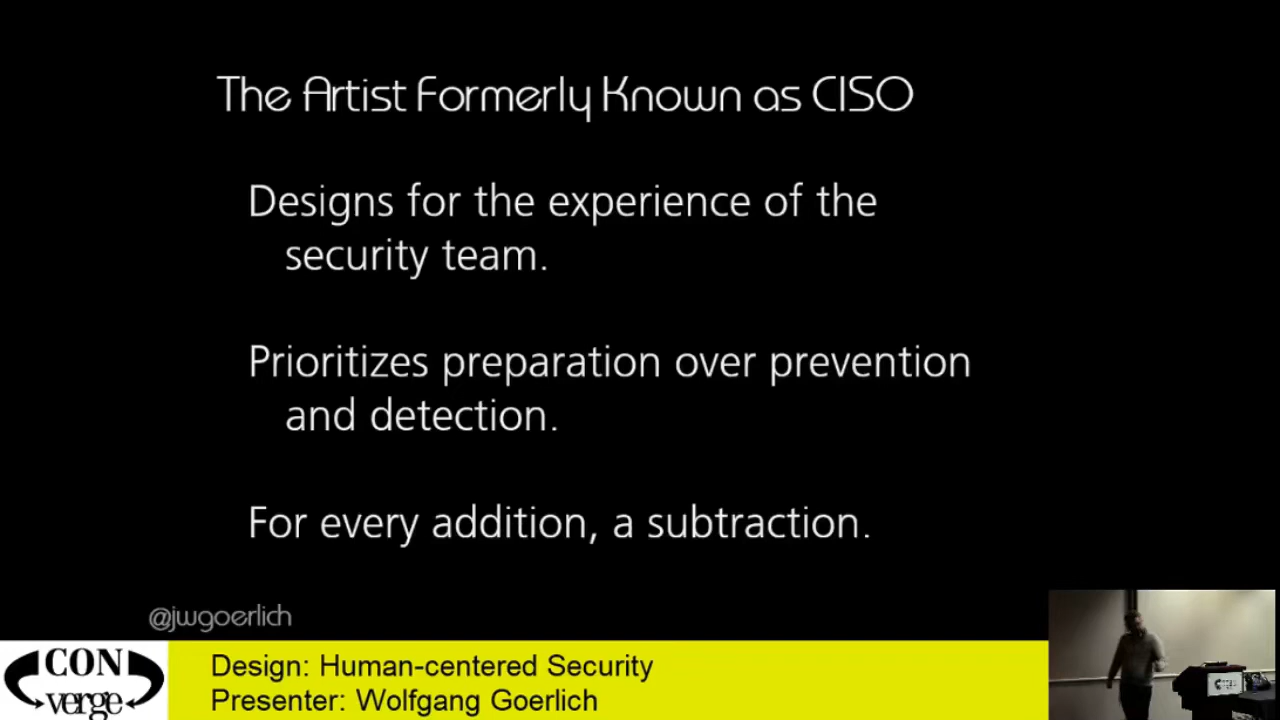 The Artist Formerly Known as CISO
Designs for the experience of the
security team.
Prioritizes preparation over prevention
and detection.
For every addition, a subtraction.
@jwgoerlich
CON
verge
Design: Human-centered Security
Presenter: Wolfgang Goerlich